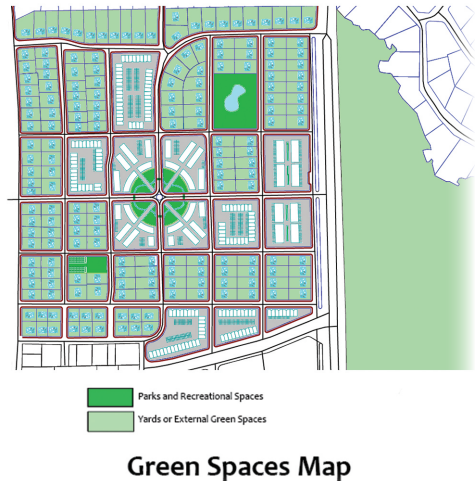 Parks and Recreational Spaces
Yards or External Green Spaces
Green Spaces Map